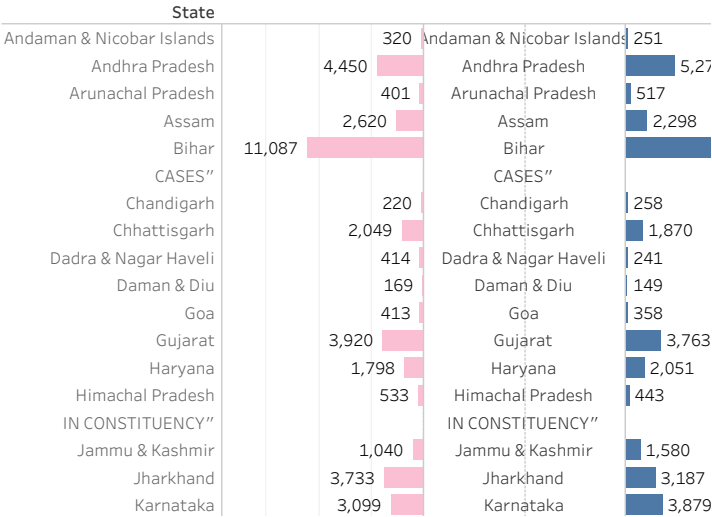 State
Andaman & Nicobar Islands 320 Andaman & Nicobar Islands 251
Andhra Pradesh 4,450 Andhra Pradesh 5,27
Arunachal Pradesh 401 Arunachal Pradesh 517
Assam 2,620 Assam 2,298
Bihar 11,087 Bihar
CASES” CASES”
Chandigarh 220 Chandigarh 258
Chhattisgarh 2,049 Chhattisgarh 1,870
Dadra & Nagar Haveli 414 Dadra & Nagar Haveli 241
Daman & Diu 169 Daman & Diu 149
Goa 413 Goa 358
Gujarat 3,920 Gujarat 3,763
Haryana 1,798 Haryana 2,051
Himachal Pradesh 533 Himachal Pradesh 443
IN CONSTITUENCY” IN CONSTITUENCY”
Jammu & Kashmir 1,040 Jammu & Kashmir 1,580
Jharkhand 3,733 Jharkhand 3,187
Karnataka 3,099 Karnataka 3,879